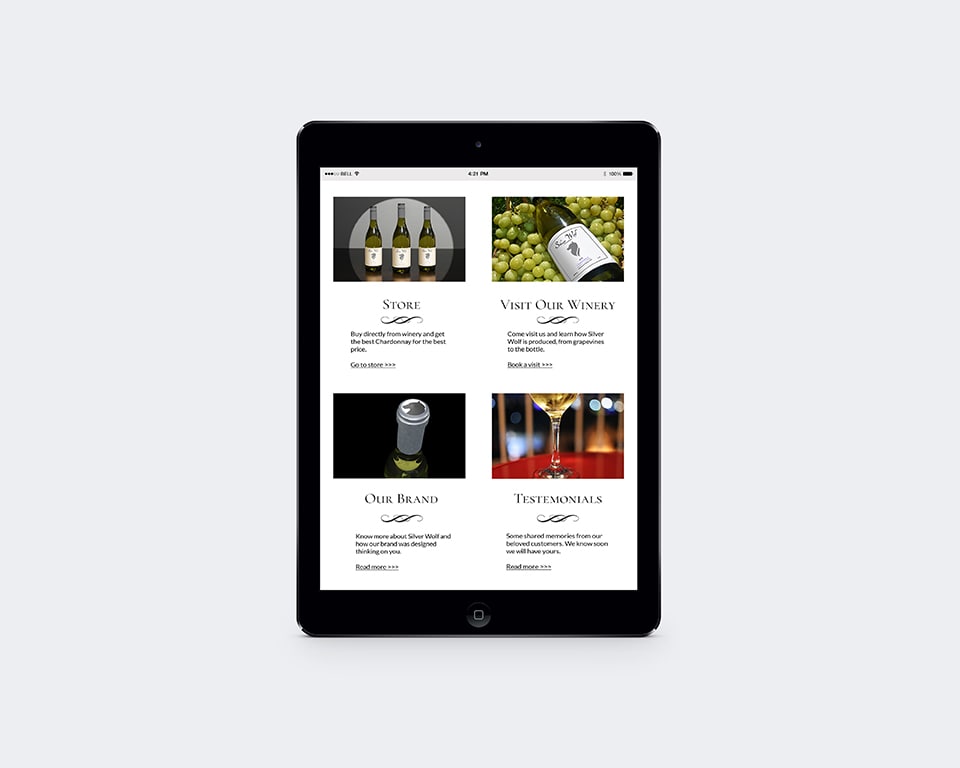 BELL
4:21 PM
100%
Silver Wolf
Store
Visit Our Winery
Buy directly from winery and get
the best Chardonnay for the best
price.
Go to store >>>
Come visit us and learn how Silver
Wolf is produced, from grapevines
to the bottle.
Book a visit >>>
Our Brand
Testemonials
Know more about Silver Wolf and
how our brand was designed
thinking on you.
Read more >>>
Some shared memories from our
beloved customers. We know soon
we will have yours.
Read more >>>